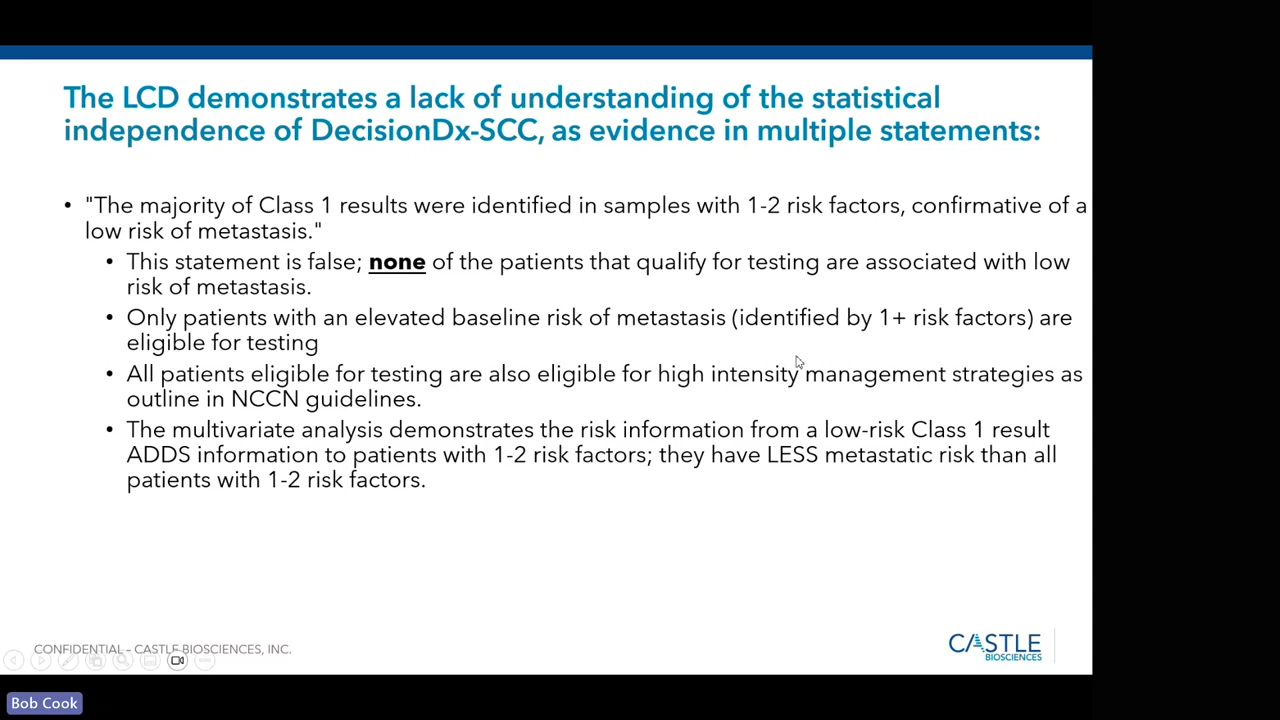 The LCD demonstrates a lack of understanding of the statistical
independence of DecisionDx-SCC, as evidence in multiple statements:
• "The majority of Class 1 results were identified in samples with 1-2 risk factors, confirmative of a
low risk of metastasis."
• This statement is false; none of the patients that qualify for testing are associated with low
risk of metastasis.
• Only patients with an elevated baseline risk of metastasis (identified by 1+ risk factors) are
eligible for testing
• All patients eligible for testing are also eligible for high intensity management strategies as
outline in NCCN guidelines.
• The multivariate analysis demonstrates the risk information from a low-risk Class 1 result
ADDS information to patients with 1-2 risk factors; they have LESS metastatic risk than all
patients with 1-2 risk factors.
CONFIDENTIAL – CASTLE BIOSCIENCES, INC.
CASTLE
BIOSCIENCES
Bob Cook